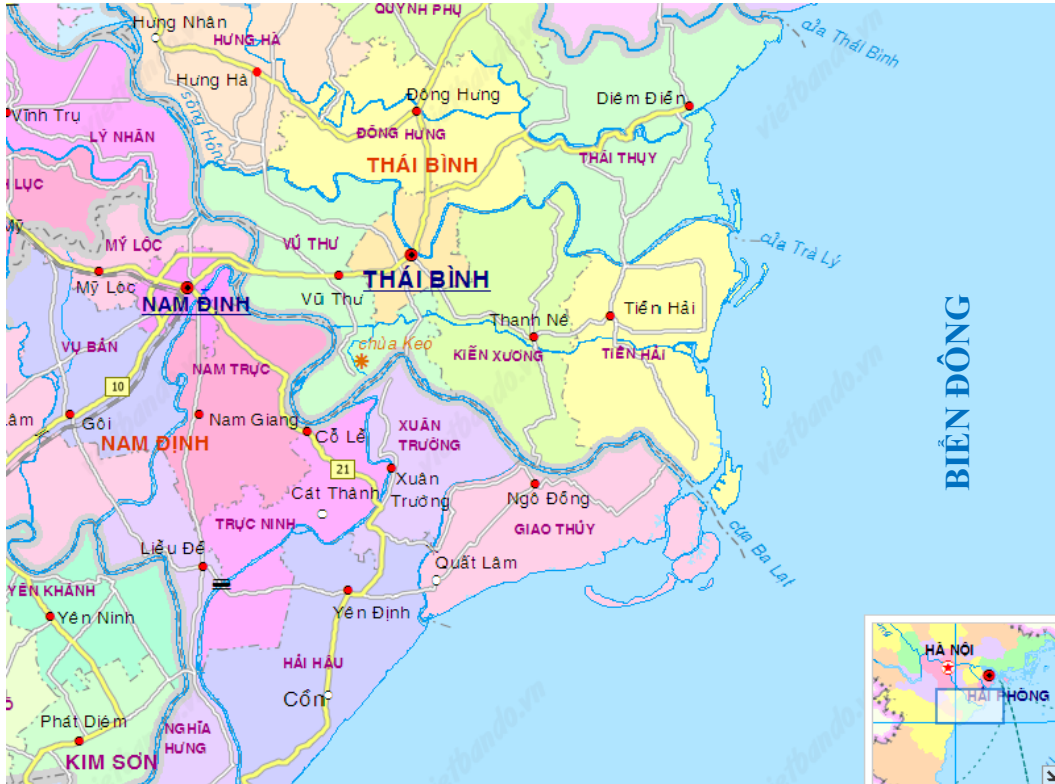 QUỲNH PHỤ
Hưng Nhân
HƯNG HÀ
cửa Thái Bình
Hưng Hà
sông Hồng
Đông Hưng
Diêm Điền
Vĩnh Trụ
LÝ NHÂN
ĐÔNG HƯNG
THÁI BÌNH
THÁI THỤY
LỤC
Mỹ
MỸ LỘC
VŨ THƯ
cửa Trà Lý
Mỹ Lộc
THÁI BÌNH
NAM ĐỊNH
Vũ Thư
Tiền Hải
Thanh Nê
chùa Keo
VỤ BẢN
KIẾN XƯƠNG
TIỀN HẢI
NAM TRỰC
10
BIỂN ĐÔNG
Gôi
Nam Giang
XUÂN
TRƯỜNG
NAM ĐỊNH
Cổ Lễ
21
Xuân
Trường
Cát Thành
Ngô Đồng
TRỰC NINH
GIAO THỦY
cửa Ba Lạt
Liễu Đề
Quất Lâm
YÊN KHÁNH
Yên Ninh
Yên Định
HẢI HẬU
HÀ NỘI
HẢI PHÒNG
Cồn
Phát Diệm
NGHĨA
HƯNG
KIM SƠN
vietbando.vn